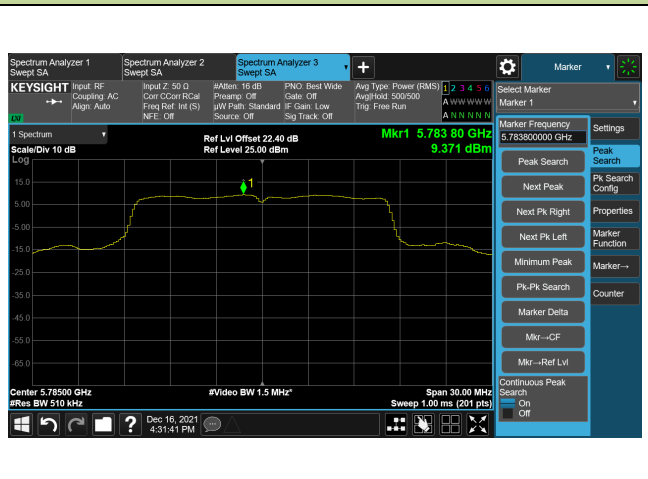 Spectrum Analyzer 1
Swept SA
Spectrum Analyzer 2
Swept SA
Spectrum Analyzer 3
Swept SA
Marker
KEYSIGHT
Input: RF
Coupling: AC
Align: Auto
Input Z: 50 Ω
Corr CCorr RCal
Freq Ref: Int (S)
NFE: Off
#Atten: 16 dB
Preamp: Off
µW Path: Standard
Source: Off
PNO: Best Wide
Gate: Off
IF Gain: Low
Sig Track: Off
Avg Type: Power (RMS)
Avg|Hold: 500/500
Trig: Free Run
1 2 3 4 5 6
A W W W W W
A N N N N N
LXI
Select Marker
Marker 1
1 Spectrum
Scale/Div 10 dB
Log
Ref Lvl Offset 22.40 dB
Ref Level 25.00 dBm
Mkr1 5.783 80 GHz
9.371 dBm
15.0
5.00
-5.00
-15.0
-25.0
-35.0
-45.0
-55.0
-65.0
1
Center 5.78500 GHz
#Res BW 510 kHz
#Video BW 1.5 MHz*
Span 30.00 MHz
Sweep 1.00 ms (201 pts)
Marker Frequency
5.783800000 GHz
Peak Search
Next Peak
Next Pk Right
Next Pk Left
Minimum Peak
Pk-Pk Search
Marker Delta
Mkr→CF
Mkr→Ref Lvl
Continuous Peak
Search
On
Off
Settings
Peak
Search
Pk Search
Config
Properties
Marker
Function
Marker→
Counter
?
Dec 16, 2021
4:31:41 PM